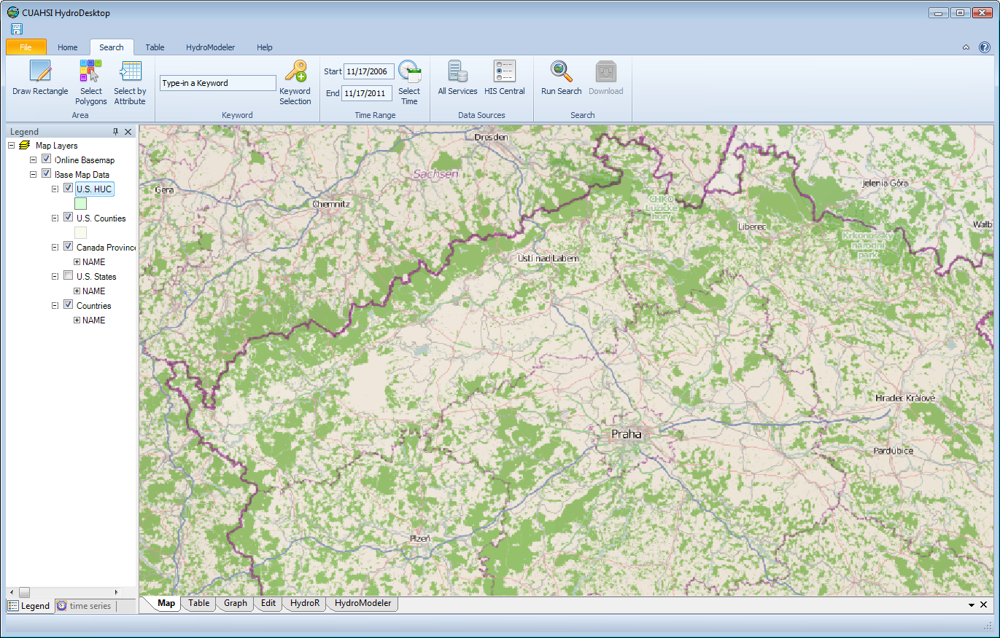 CUAHSI HydroDesktop
File Home Search Table HydroModeler Help
Draw Rectangle
Select Polygons
Select by Attribute
Area
Type-in a Keyword
Keyword Selection
Keyword
Start 11/17/2006
End 11/17/2011
Select Time
Time Range
All Services HIS Central
Data Sources
Run Search Download
Search
Legend
Map Layers
Online Basemap
Base Map Data
U.S. HUC
U.S. Counties
Canada Province
NAME
U.S. States
NAME
Countries
NAME
Legend time series
Dresden
Sachsen
Gera
Chemnitz
CHKO
Lužické
hory
Jelenia Góra
Liberec
Walb
Krkonošský
národní
park
Ústí nad Labem
Hradec Králové
Praha
Pardubice
Plzeň
Map Table Graph Edit HydroR HydroModeler